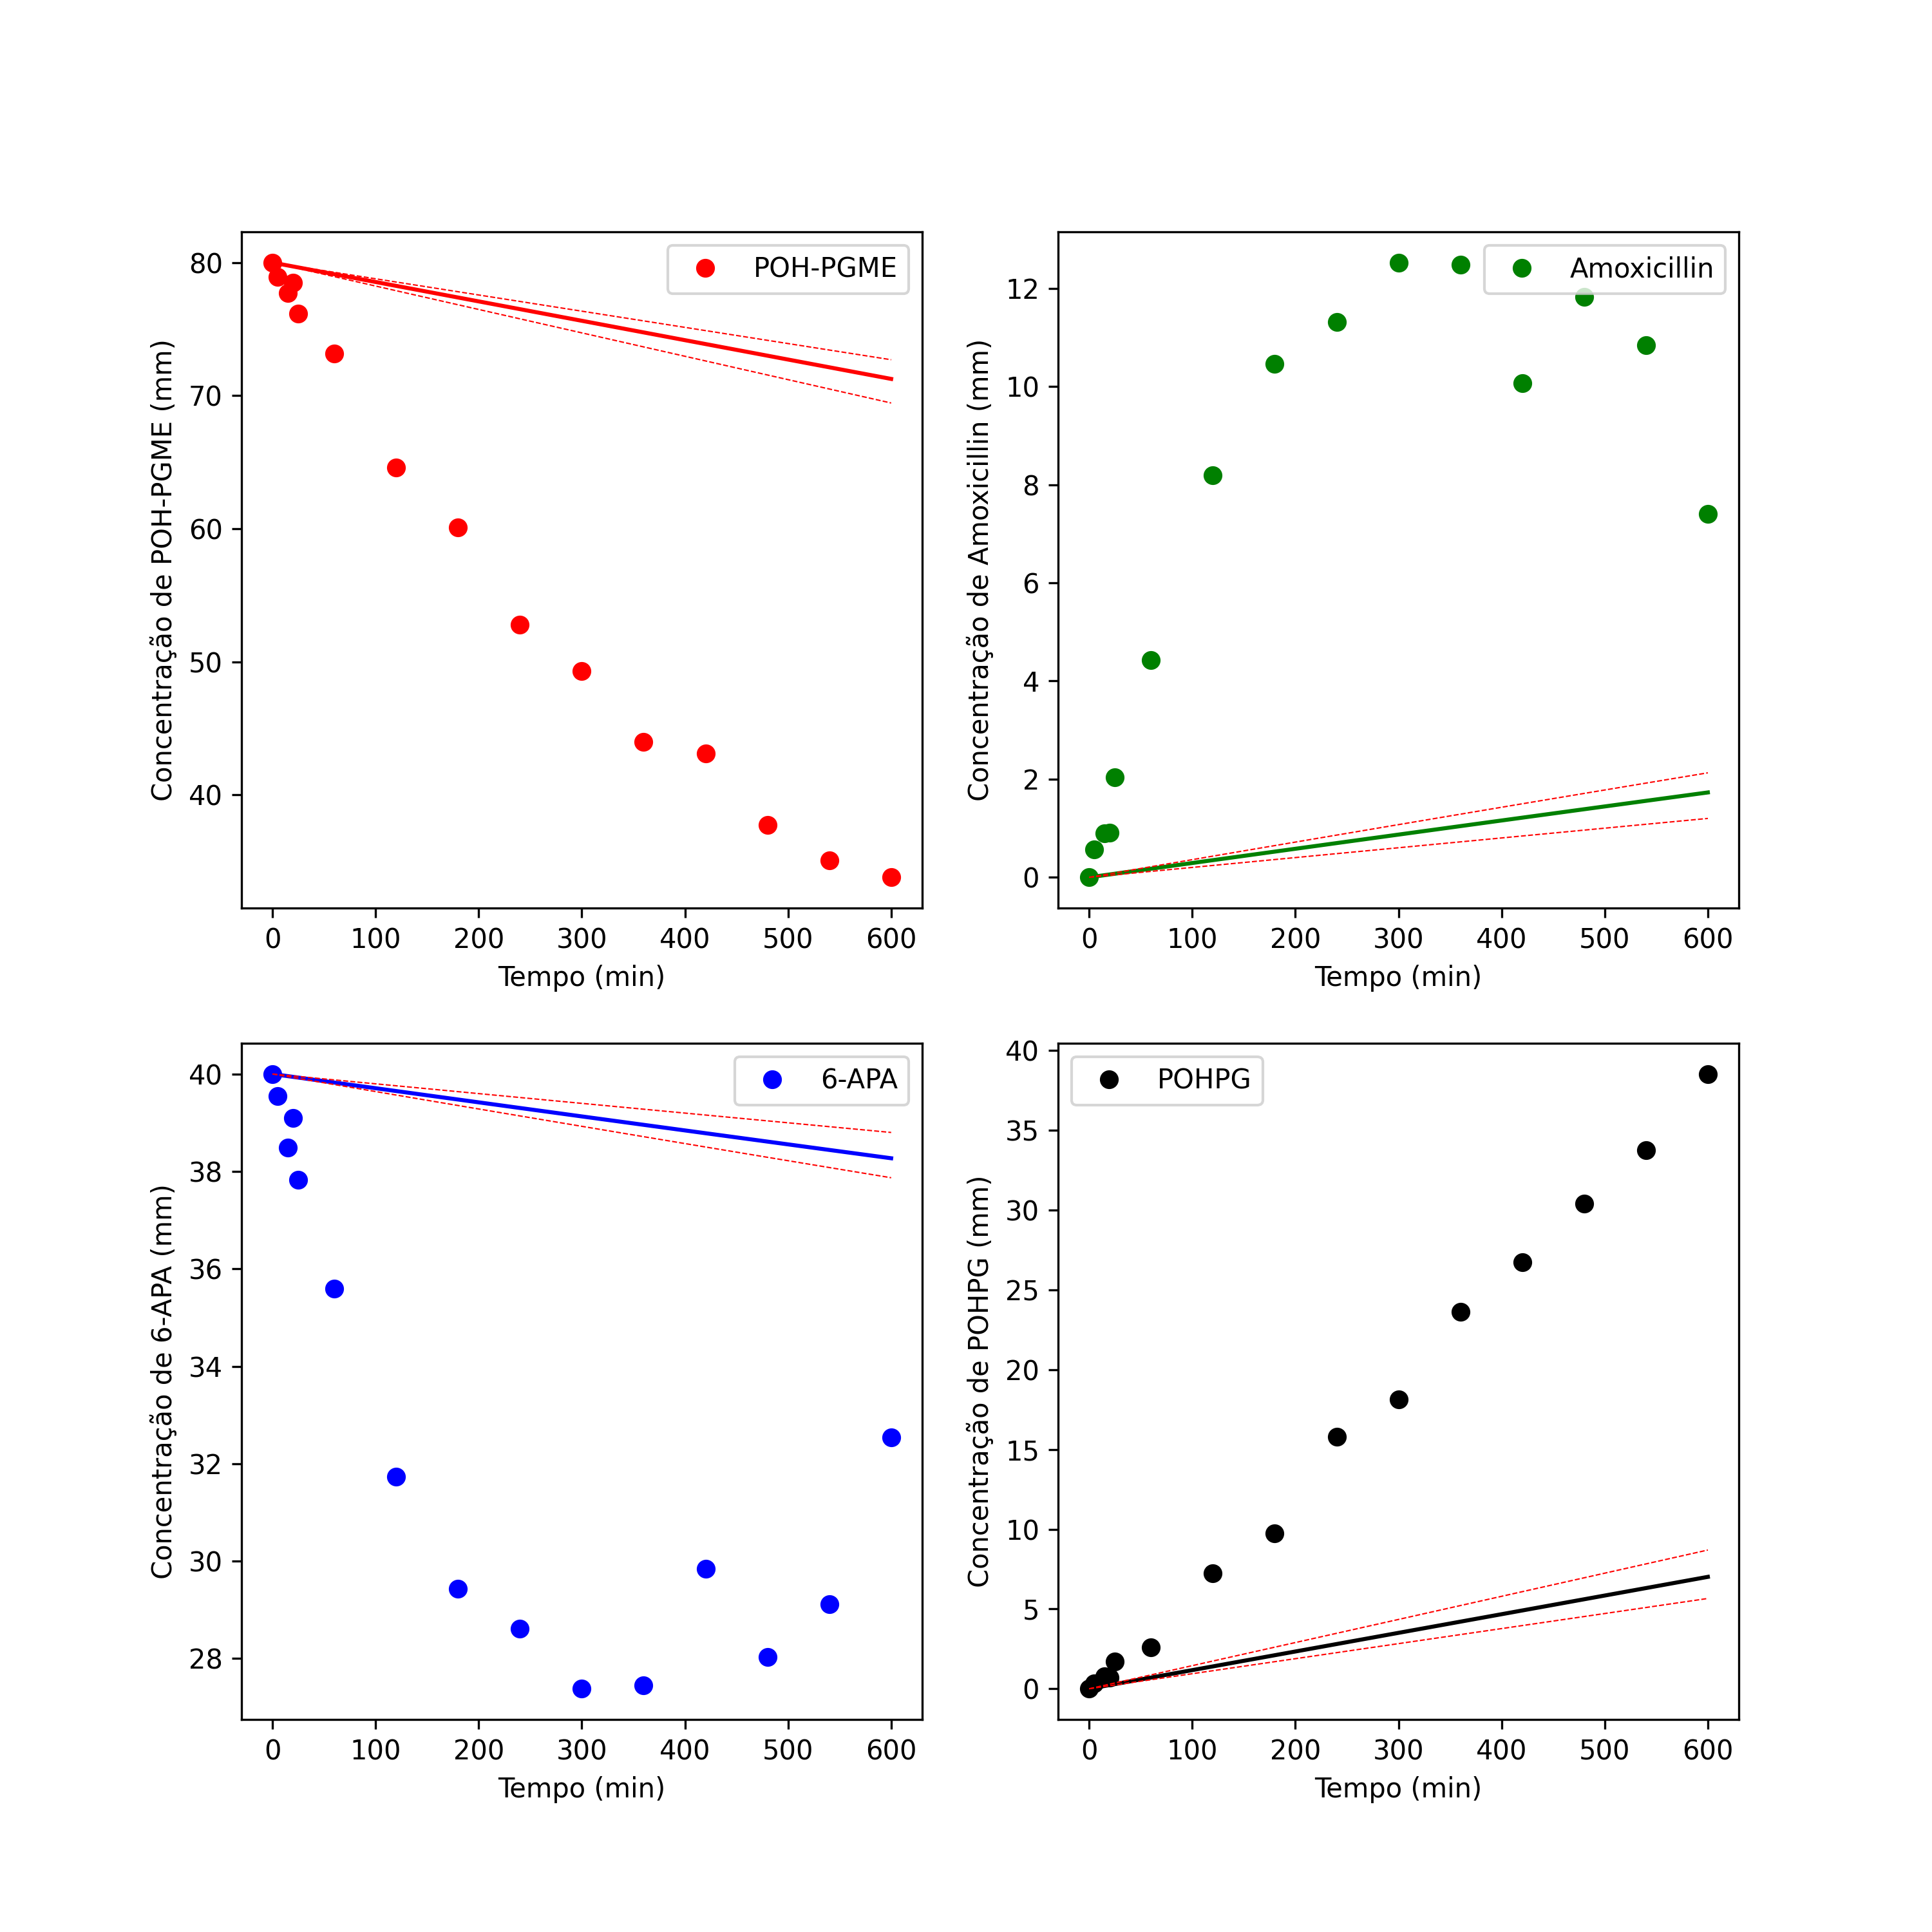 POH-PGME
80
70
60
50
40
Concentração de POH-PGME (mm)
0 100 200 300 400 500 600
Tempo (min)
Amoxicillin
12
10
8
6
4
2
0
Concentração de Amoxicillin (mm)
0 100 200 300 400 500 600
Tempo (min)
6-APA
40
38
36
34
32
30
28
Concentração de 6-APA (mm)
0 100 200 300 400 500 600
Tempo (min)
POHPG
40
35
30
25
20
15
10
5
0
Concentração de POHPG (mm)
0 100 200 300 400 500 600
Tempo (min)